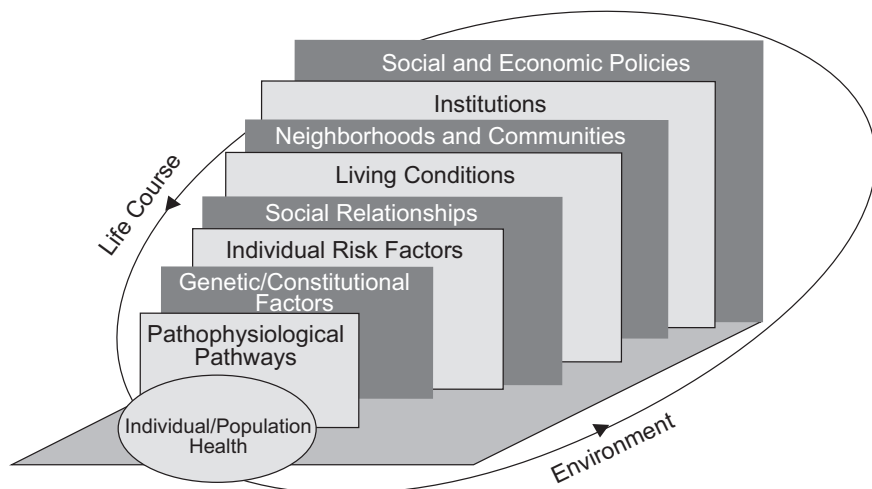 Social and Economic Policies
Institutions
Neighborhoods and Communities
Living Conditions
Social Relationships
Individual Risk Factors
Genetic/Constitutional
Factors
Pathophysiological
Pathways
Individual/Population
Health
Life Course
Environment